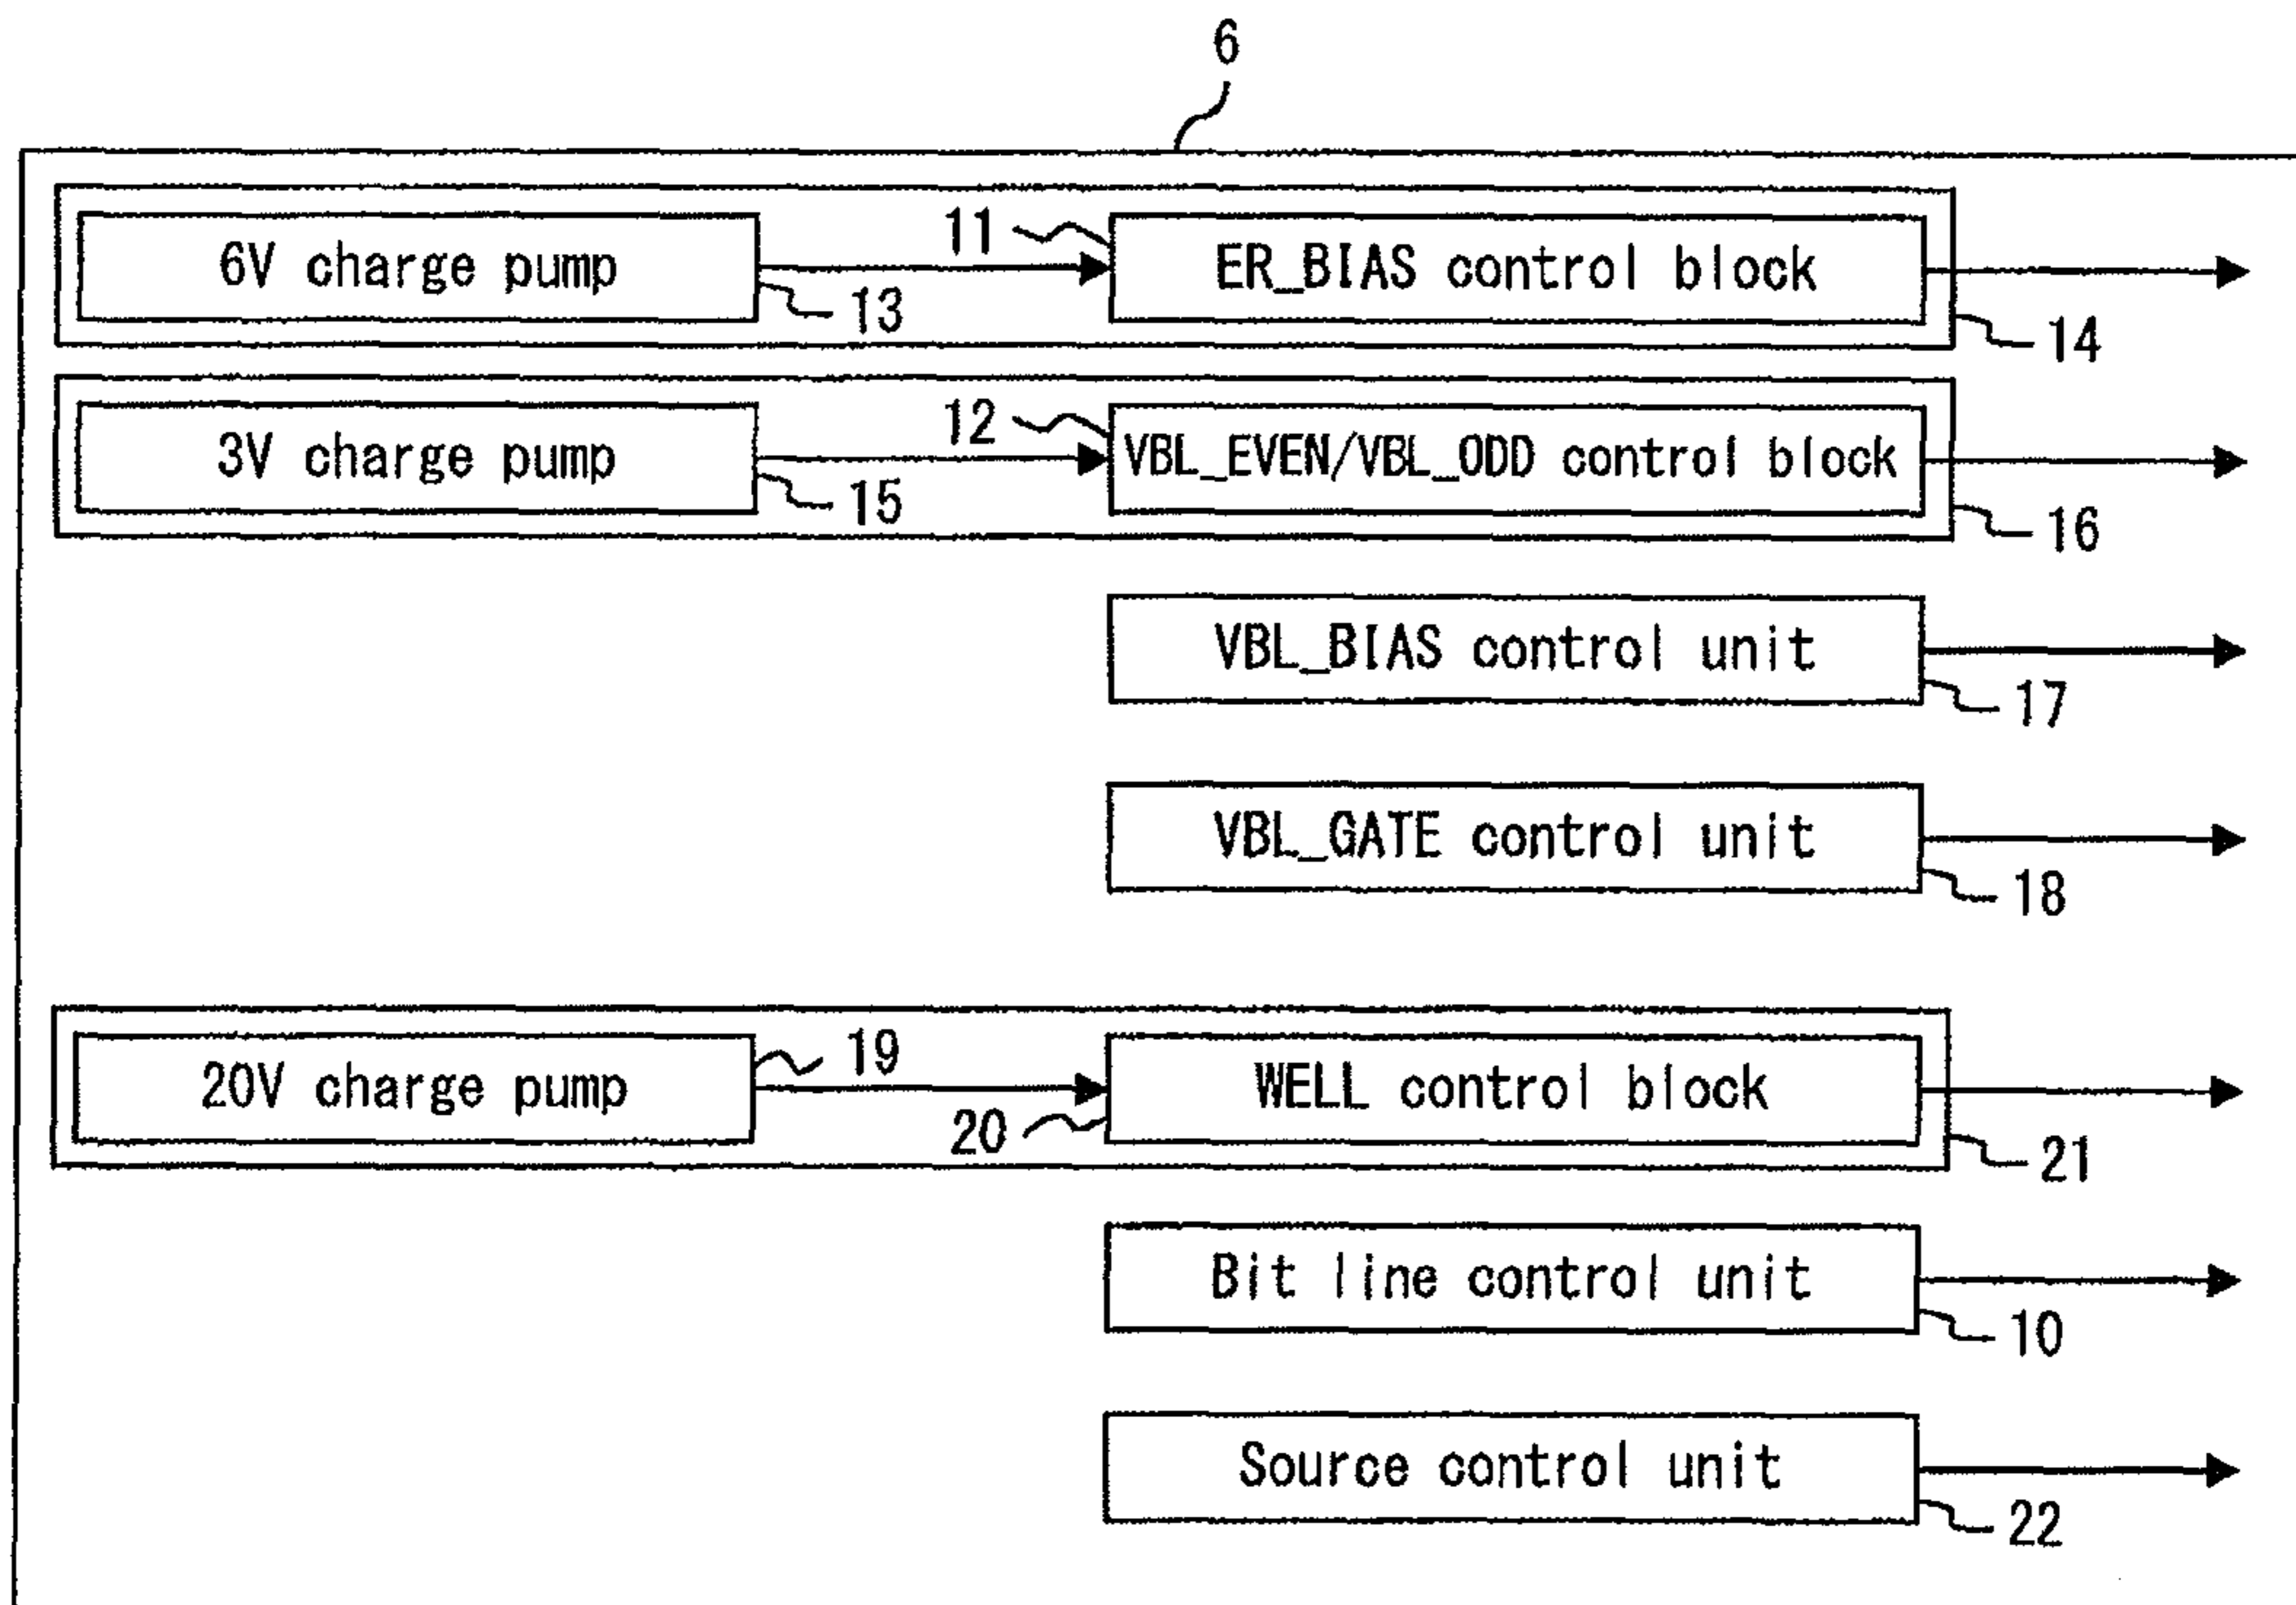 6
6V charge pump
13
11
ER_BIAS control block
14
3V charge pump
15
12
VBL_EVEN/VBL_ODD control block
16
VBL_BIAS control unit
17
VBL_GATE control unit
18
20V charge pump
19
20
WELL control block
21
Bit line control unit
10
Source control unit
22